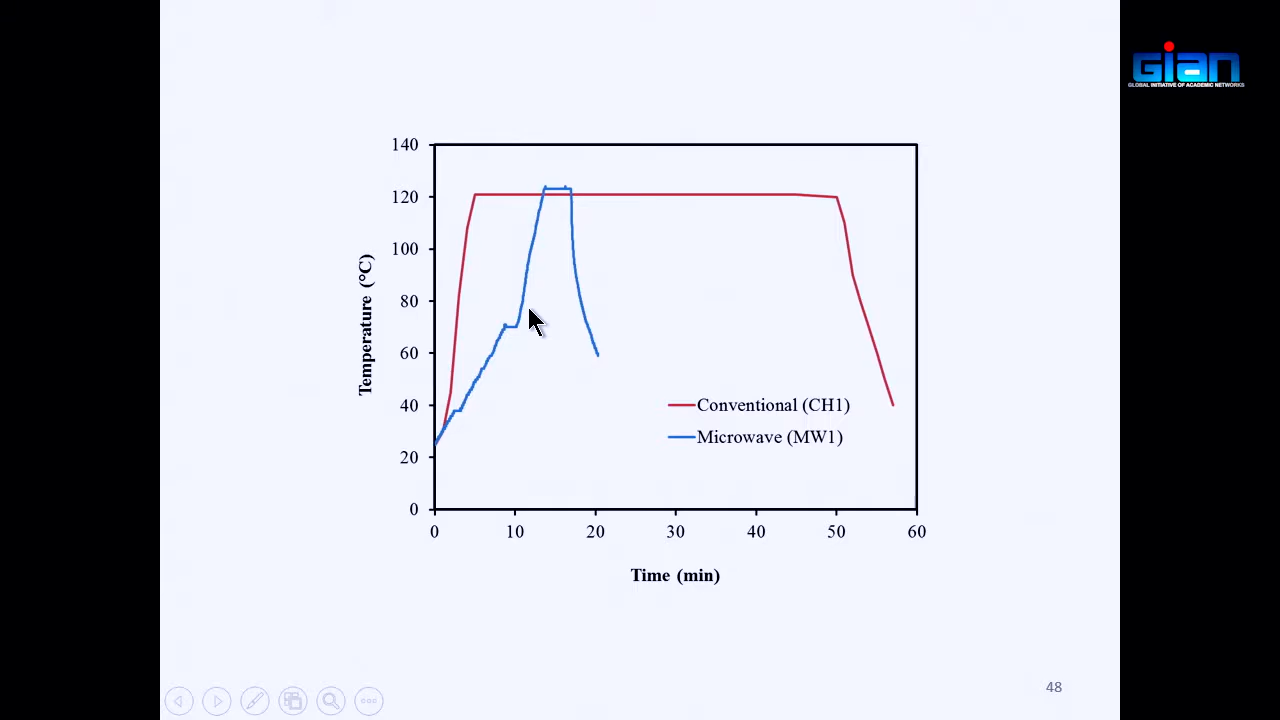 GIAN
GLOBAL INITIATIVE OF ACADEMIC NETWORKS
140
120
100
80
60
40
20
0
Temperature (°C)
Conventional (CH1)
Microwave (MW1)
0 10 20 30 40 50 60
Time (min)
48